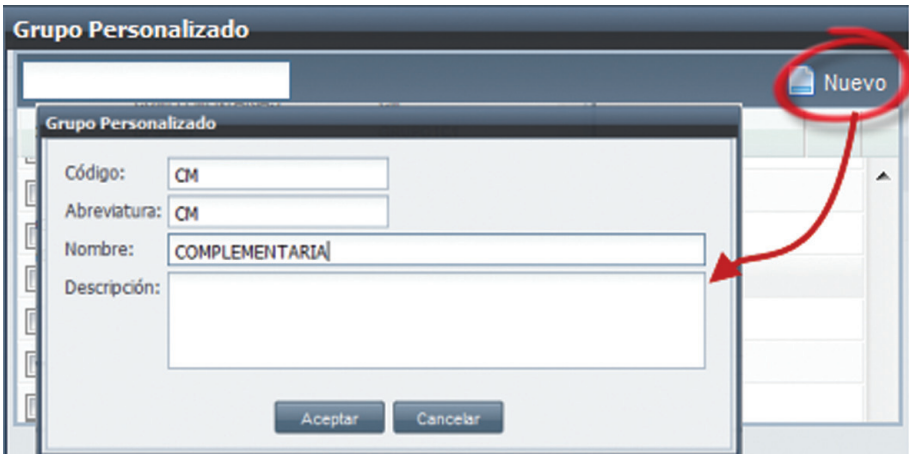 Grupo Personalizado
Nuevo
Grupo Personalizado
Código: CM
Abreviatura: CM
Nombre: COMPLEMENTARIA
Descripción:
Aceptar Cancelar